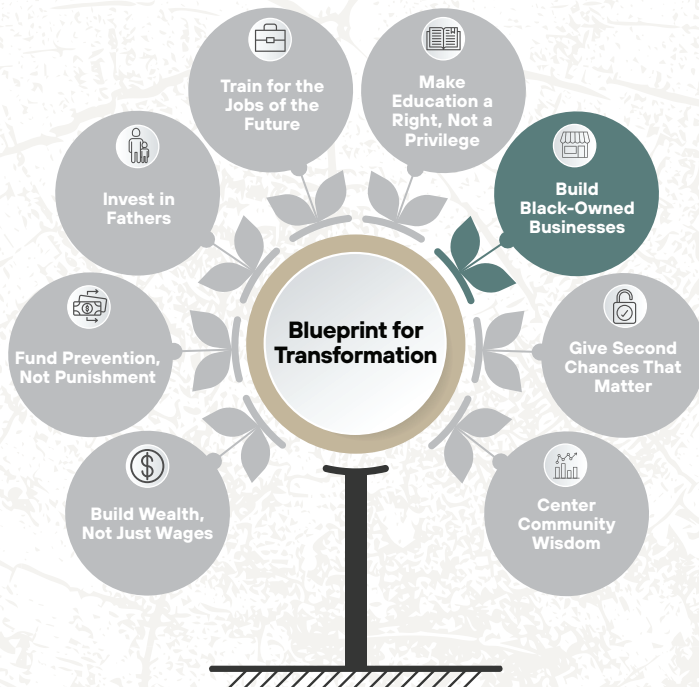 Train for the
Jobs of the
Future
Make
Education a
Right, Not a
Privilege
Invest in
Fathers
Build
Black-Owned
Businesses
Fund Prevention,
Not Punishment
Blueprint for
Transformation
Give Second
Chances That
Matter
Build Wealth,
Not Just Wages
Center
Community
Wisdom